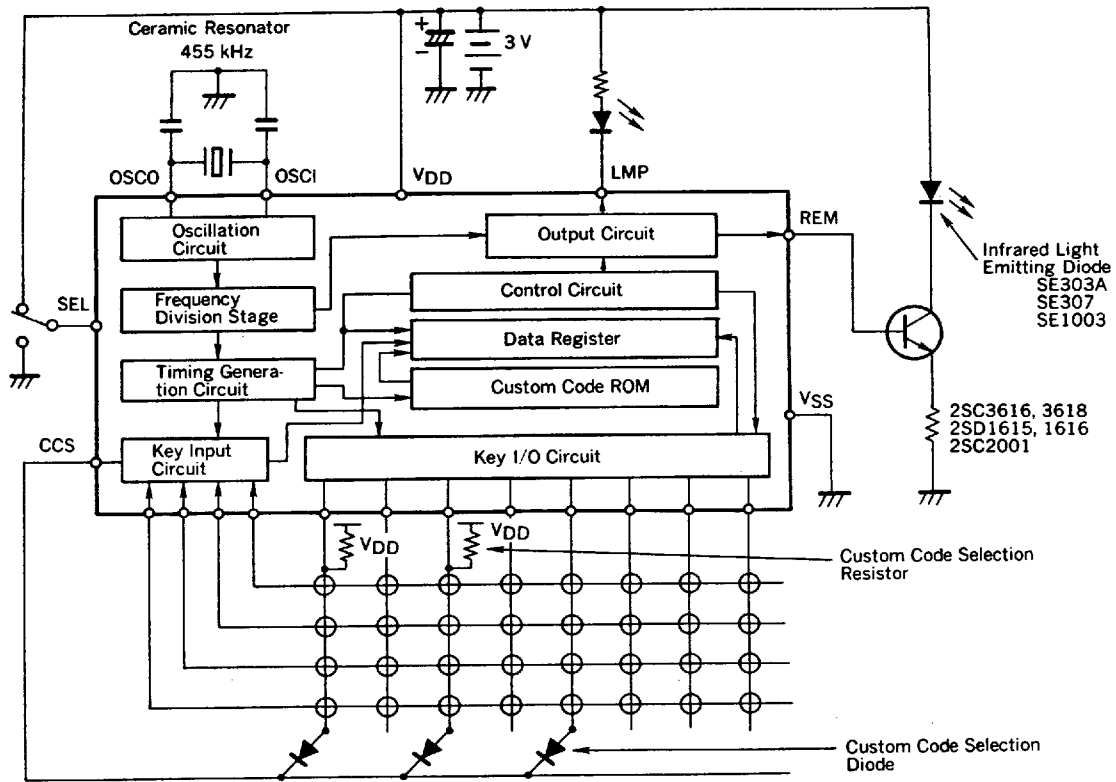 Ceramic Resonator
455 kHz
+
−
3 V
OSCO
OSCI
VDD
LMP
REM
Oscillation
Circuit
Output Circuit
Infrared Light
Emitting Diode
SE303A
SE307
SE1003
SEL
Frequency
Division Stage
Control Circuit
Data Register
Timing Genera-
tion Circuit
Custom Code ROM
VSS
2SC3616, 3618
2SD1615, 1616
2SC2001
CCS
Key Input
Circuit
Key I/O Circuit
VDD
VDD
Custom Code Selection
Resistor
Custom Code Selection
Diode